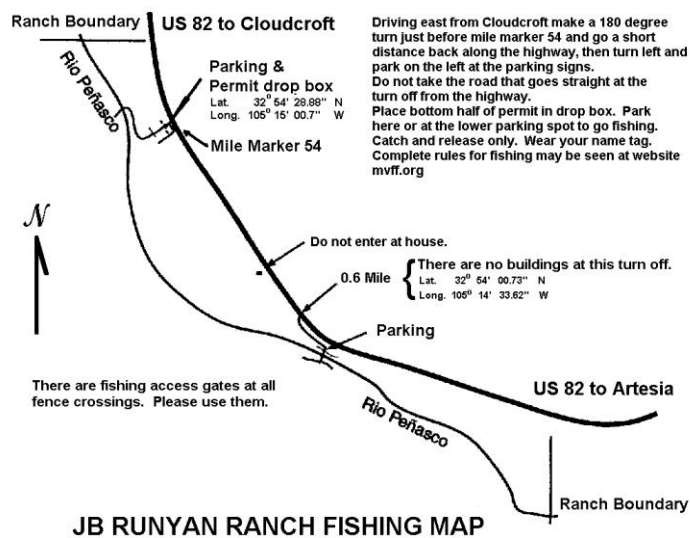 Ranch Boundary
US 82 to Cloudcroft
Driving east from Cloudcroft make a 180 degree
turn just before mile marker 54 and go a short
distance back along the highway, then turn left and
park on the left at the parking signs.
Do not take the road that goes straight at the
turn off from the highway.
Place bottom half of permit in drop box. Park
here or at the lower parking spot to go fishing.
Catch and release only. Wear your name tag.
Complete rules for fishing may be seen at website
mvff.org
Rio Peñasco
Parking &
Permit drop box
Lat. 32° 54' 28.88" N
Long. 105° 15' 00.7" W
Mile Marker 54
N
Do not enter at house.
0.6 Mile
There are no buildings at this turn off.
Lat. 32° 54' 00.73" N
Long. 105° 14' 33.62" W
Parking
There are fishing access gates at all
fence crossings. Please use them.
US 82 to Artesia
Rio Peñasco
Ranch Boundary
JB RUNYAN RANCH FISHING MAP